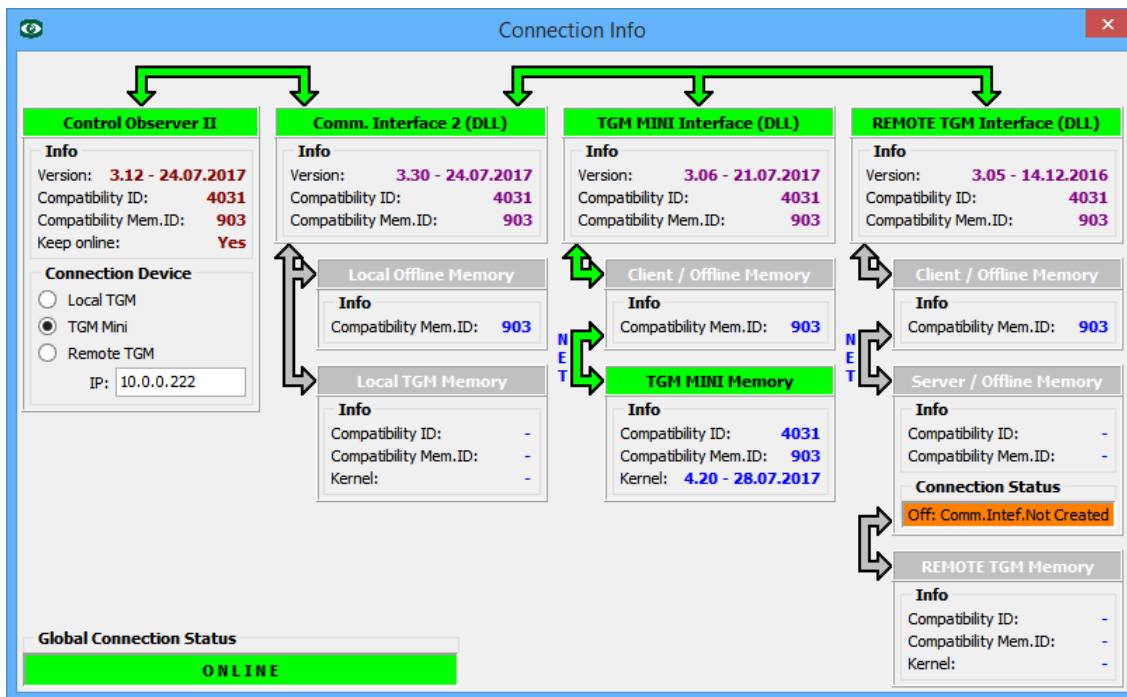 Connection Info
Control Observer II
Info
Version: 3.12 - 24.07.2017
Compatibility ID: 4031
Compatibility Mem.ID: 903
Keep online: Yes
Connection Device
Local TGM
TGM Mini
Remote TGM
IP: 10.0.0.222
Comm. Interface 2 (DLL)
Info
Version: 3.30 - 24.07.2017
Compatibility ID: 4031
Compatibility Mem.ID: 903
Local Offline Memory
Info
Compatibility Mem.ID: 903
Local TGM Memory
Info
Compatibility ID: -
Compatibility Mem.ID: -
Kernel: -
TGM MINI Interface (DLL)
Info
Version: 3.06 - 21.07.2017
Compatibility ID: 4031
Compatibility Mem.ID: 903
Client / Offline Memory
Info
Compatibility Mem.ID: 903
NET
TGM MINI Memory
Info
Compatibility ID: 4031
Compatibility Mem.ID: 903
Kernel: 4.20 - 28.07.2017
REMOTE TGM Interface (DLL)
Info
Version: 3.05 - 14.12.2016
Compatibility ID: 4031
Compatibility Mem.ID: 903
Client / Offline Memory
Info
Compatibility Mem.ID: 903
NET
Server / Offline Memory
Info
Compatibility ID: -
Compatibility Mem.ID: -
Connection Status
Off: Comm.Intef.Not Created
REMOTE TGM Memory
Info
Compatibility ID: -
Compatibility Mem.ID: -
Kernel: -
Global Connection Status
ONLINE